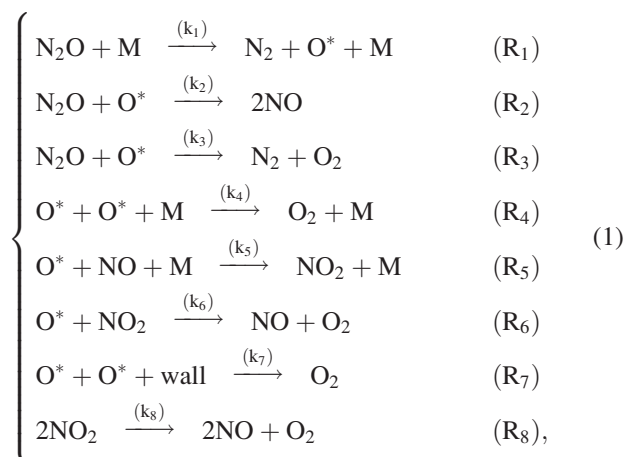 N₂O + M —(k₁)→ N₂ + O* + M (R₁)
N₂O + O* —(k₂)→ 2NO (R₂)
N₂O + O* —(k₃)→ N₂ + O₂ (R₃)
O* + O* + M —(k₄)→ O₂ + M (R₄)
O* + NO + M —(k₅)→ NO₂ + M (R₅)
O* + NO₂ —(k₆)→ NO + O₂ (R₆)
O* + O* + wall —(k₇)→ O₂ (R₇)
2NO₂ —(k₈)→ 2NO + O₂ (R₈),
(1)